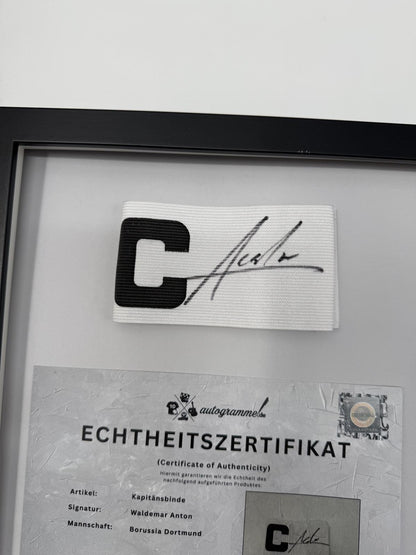 C
autogramme.de
ECHTHEITSZERTIFIKAT
(Certificate of Authenticity)
Hiermit garantieren wir die Echtheit des
nachfolgend aufgeführten Produktes:
Artikel: Kapitänsbinde
Signatur: Waldemar Anton
Mannschaft: Borussia Dortmund
C